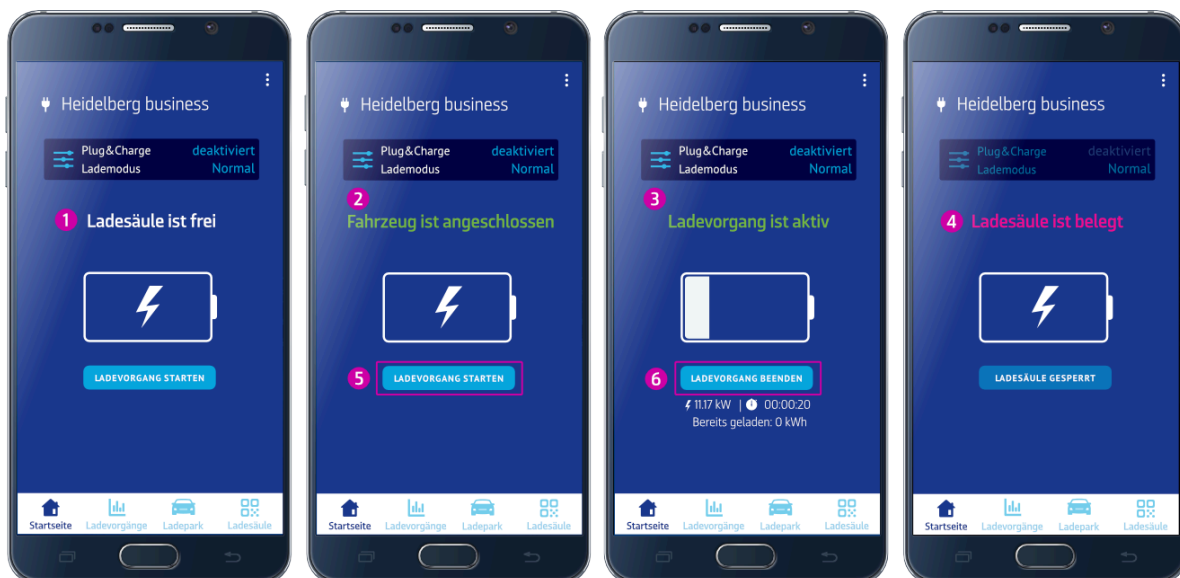 Heidelberg business
Plug&Charge deaktiviert
Lademodus Normal
1 Ladesäule ist frei
LADEVORGANG STARTEN
Startseite Ladevorgänge Ladepark Ladesäule
Heidelberg business
Plug&Charge deaktiviert
Lademodus Normal
2
Fahrzeug ist angeschlossen
5 LADEVORGANG STARTEN
Startseite Ladevorgänge Ladepark Ladesäule
Heidelberg business
Plug&Charge deaktiviert
Lademodus Normal
3
Ladevorgang ist aktiv
6 LADEVORGANG BEENDEN
11.17 kW | 00:00:20
Bereits geladen: 0 kWh
Startseite Ladevorgänge Ladepark Ladesäule
Heidelberg business
Plug&Charge deaktiviert
Lademodus Normal
4 Ladesäule ist belegt
LADESÄULE GESPERRT
Startseite Ladevorgänge Ladepark Ladesäule